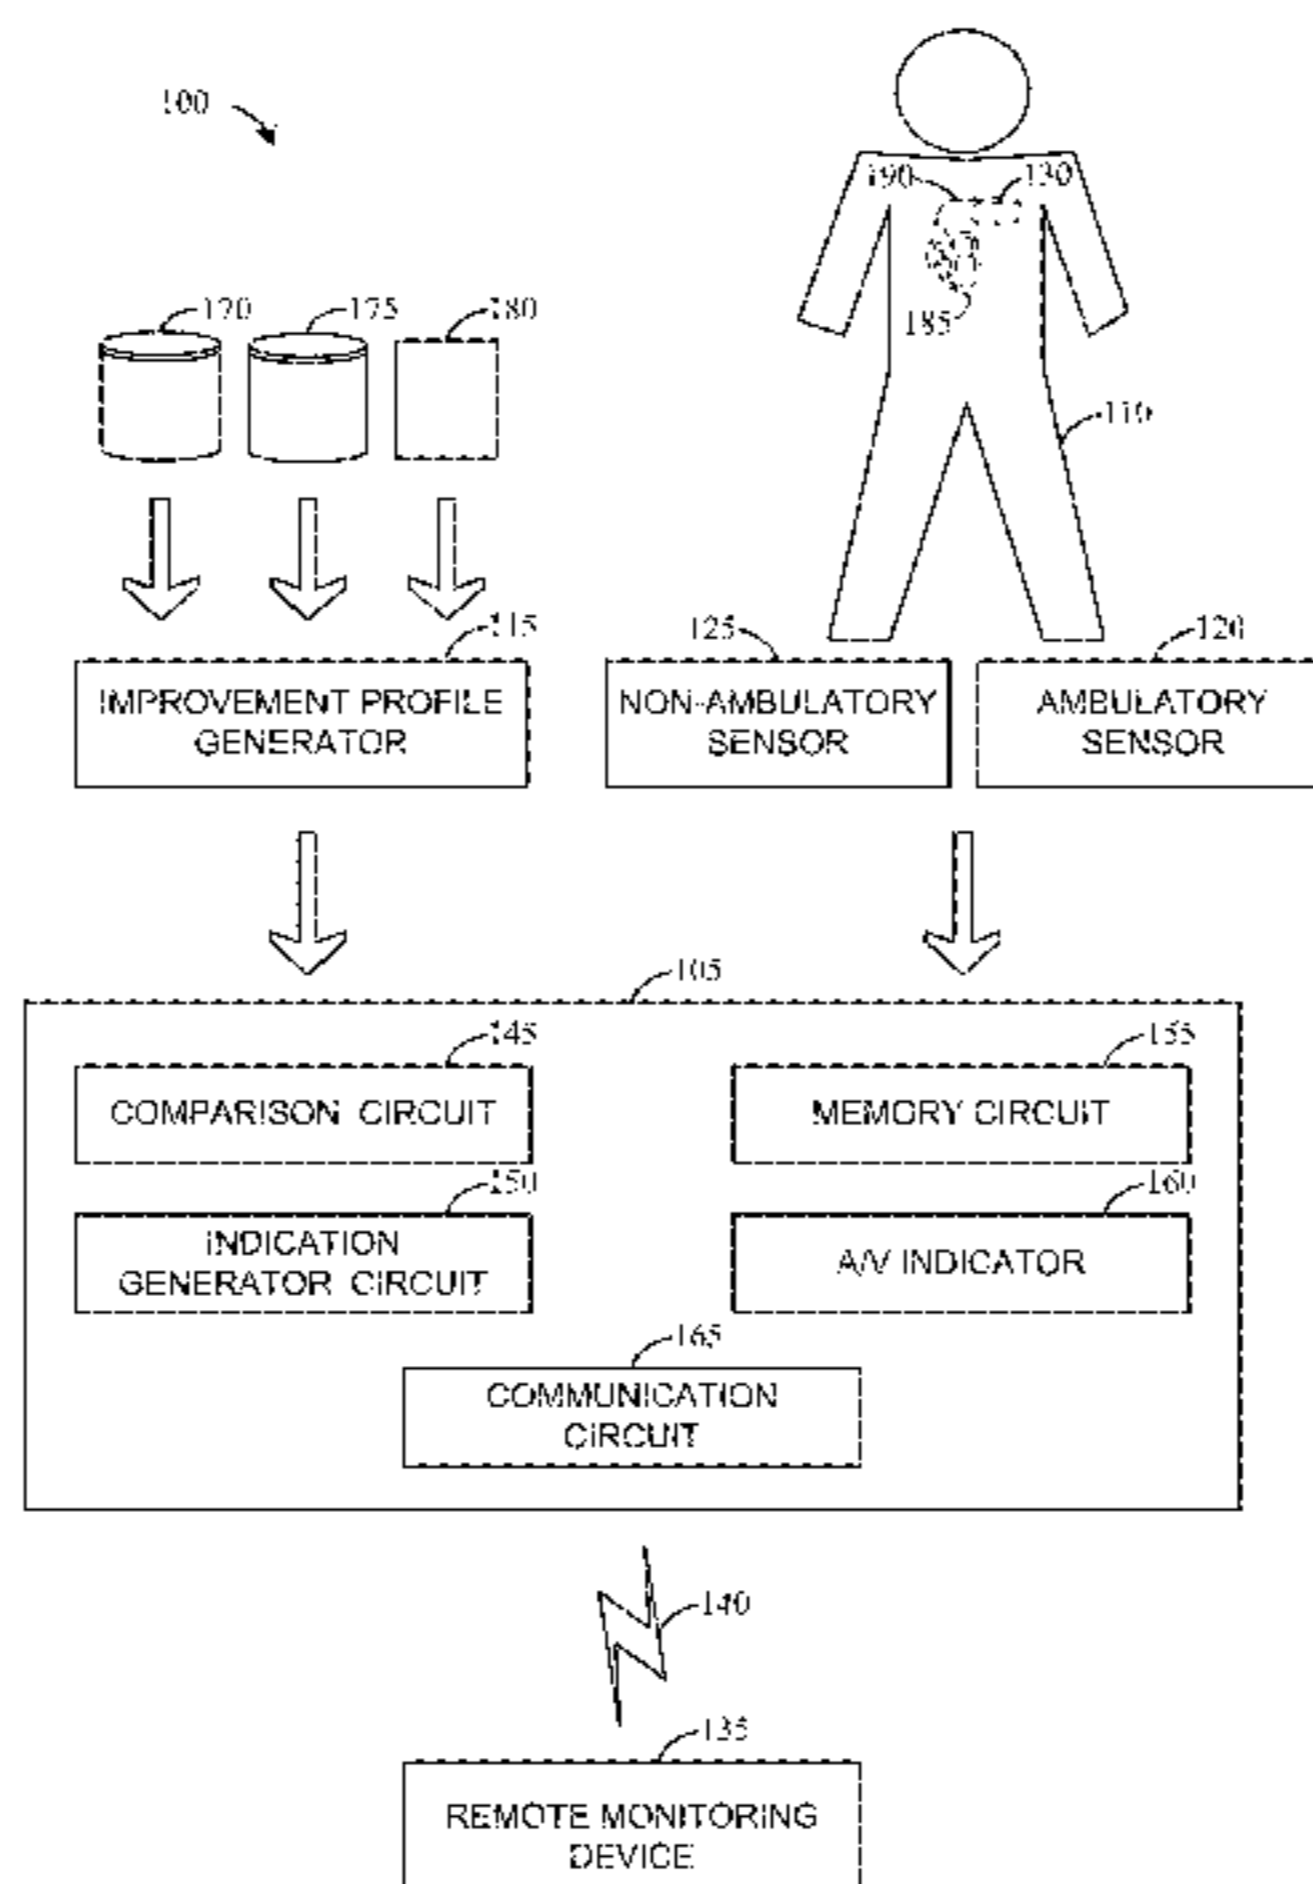 100
190
130
170
175
180
185
110
115
125
120
IMPROVEMENT PROFILE
GENERATOR
NON-AMBULATORY
SENSOR
AMBULATORY
SENSOR
105
145
155
COMPARISON CIRCUIT
MEMORY CIRCUIT
150
160
INDICATION
GENERATOR CIRCUIT
A/V INDICATOR
165
COMMUNICATION
CIRCUIT
140
135
REMOTE MONITORING
DEVICE